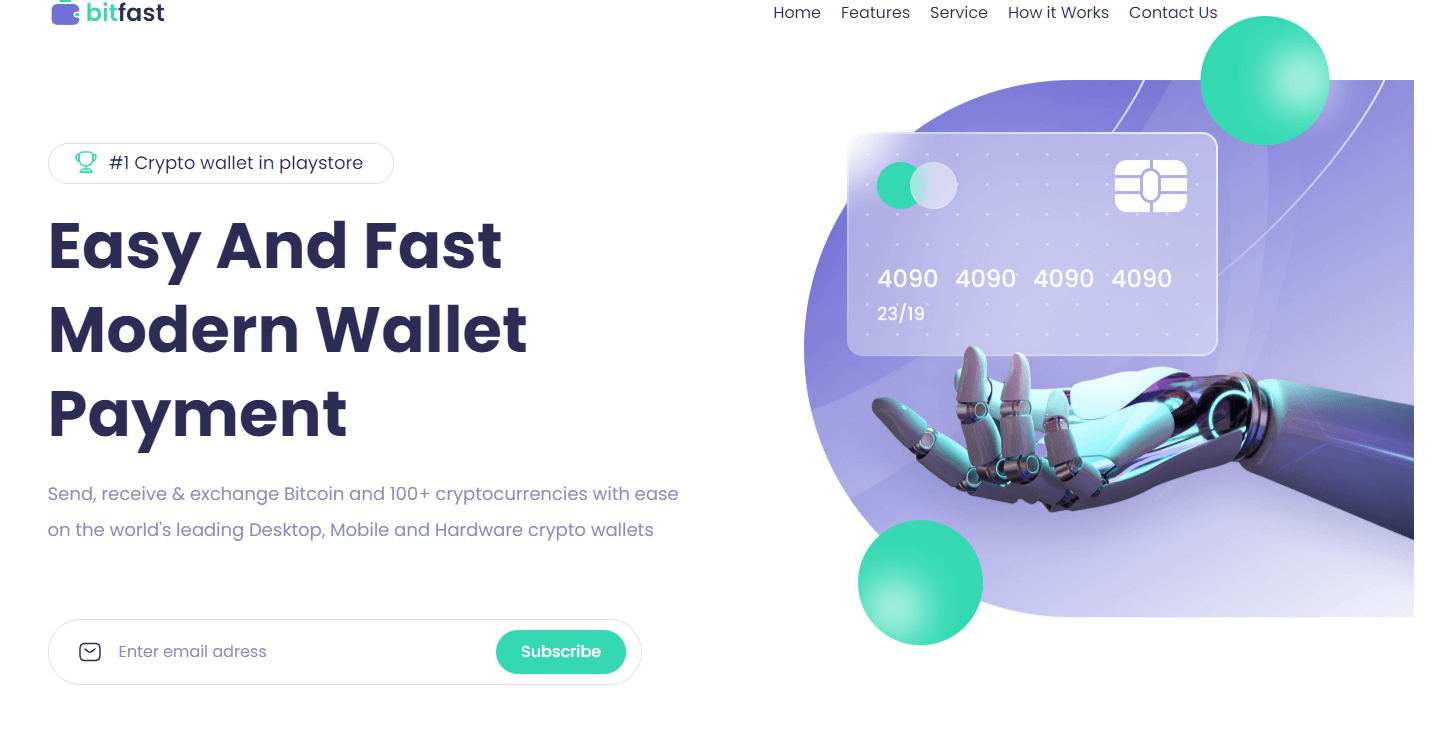 bitfast
Home Features Service How it Works Contact Us
#1 Crypto wallet in playstore
Easy And Fast
Modern Wallet
Payment
Send, receive & exchange Bitcoin and 100+ cryptocurrencies with ease
on the world's leading Desktop, Mobile and Hardware crypto wallets
Enter email adress
Subscribe
4090 4090 4090 4090
23/19